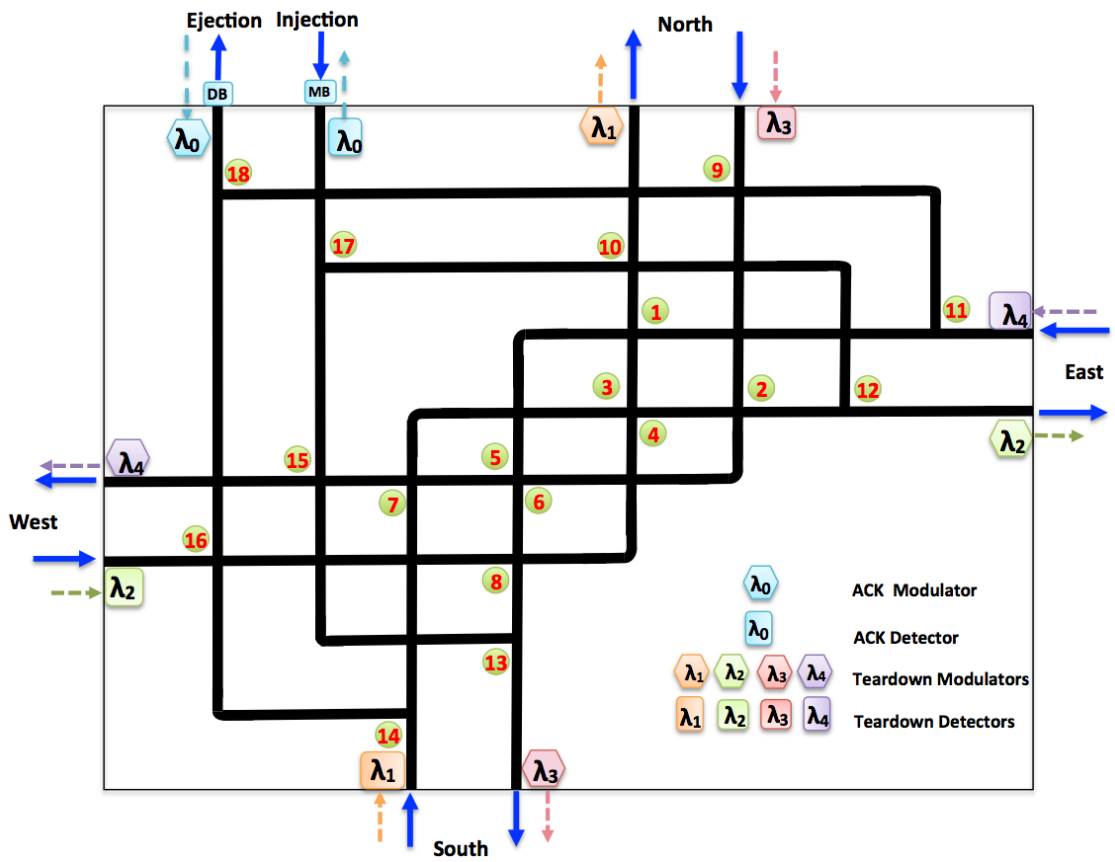 Ejection Injection North
DB MB
λ0 λ0 λ1 λ3
18 9
17 10
1 11 λ4
3 2 12 East
4 λ2
λ4 15 5
7 6
West
16
λ2 8
λ0 ACK Modulator
λ0 ACK Detector
13
λ1 λ2 λ3 λ4 Teardown Modulators
λ1 λ2 λ3 λ4 Teardown Detectors
14
λ1 λ3
South